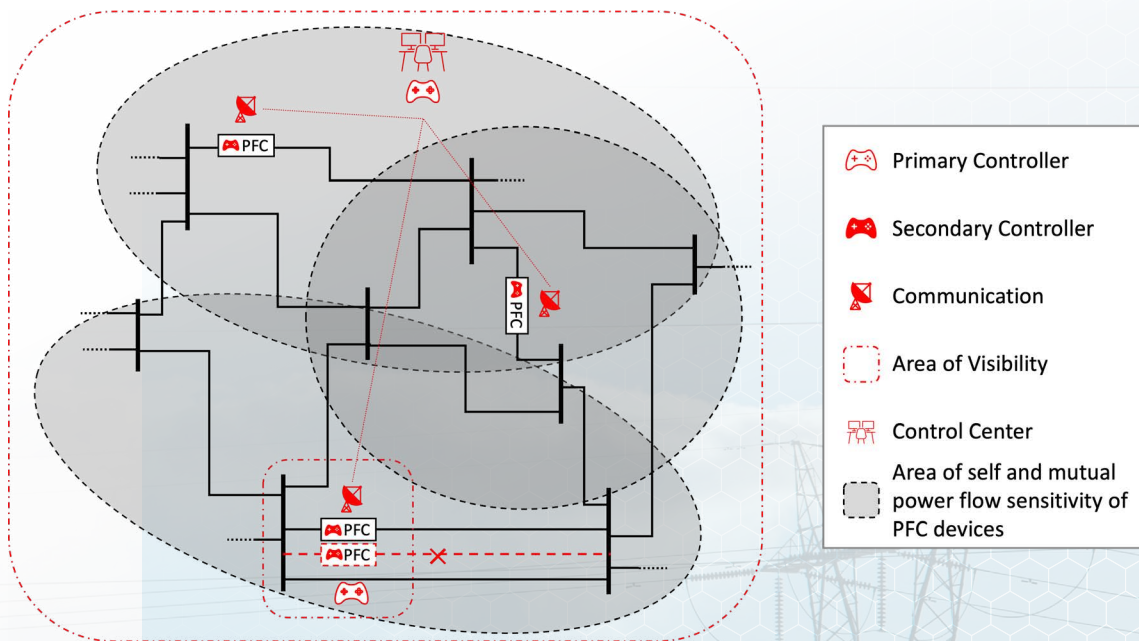 PFC
PFC
PFC
PFC
Primary Controller
Secondary Controller
Communication
Area of Visibility
Control Center
Area of self and mutual
power flow sensitivity of
PFC devices